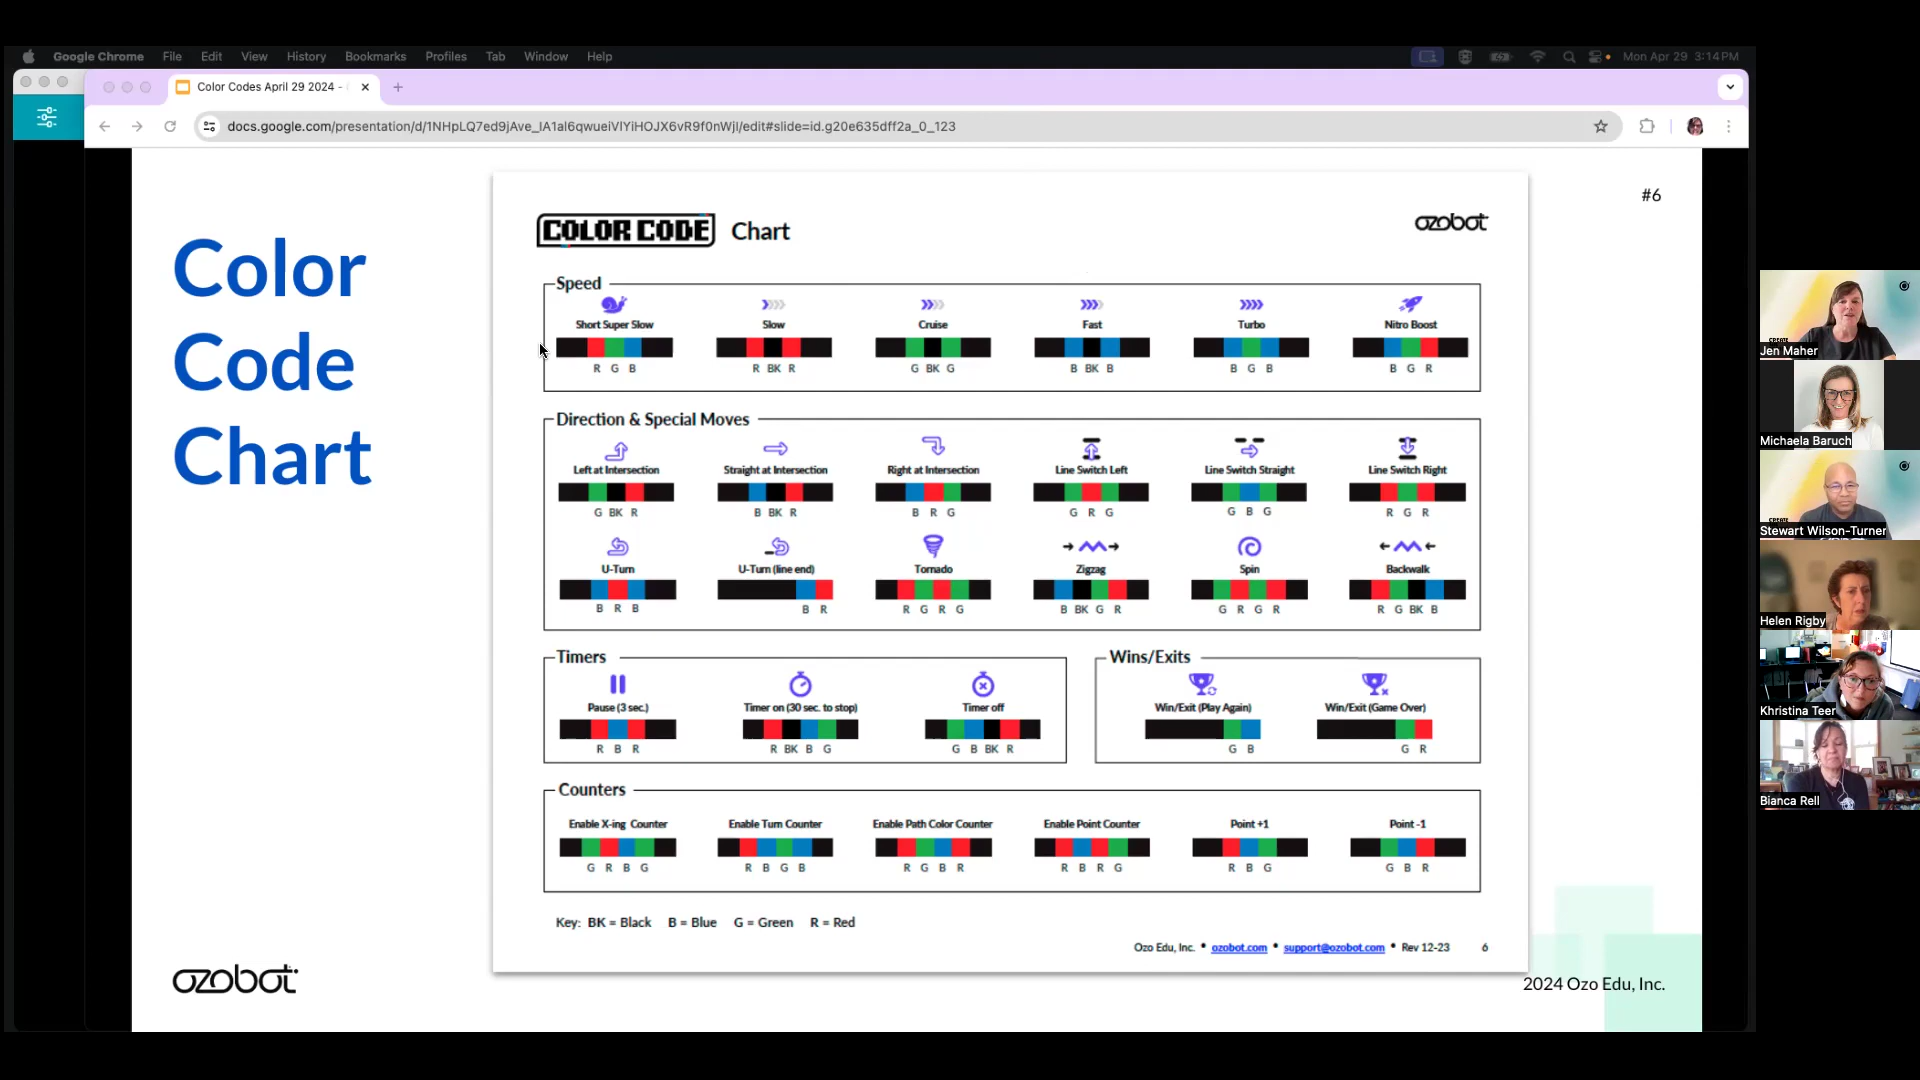 Google Chrome File Edit View History Bookmarks Profiles Tab Window Help Mon Apr 29 3:14 PM
Color Codes April 29 2024 -
docs.google.com/presentation/d/1NHpLQ7ed9jAve_IA1al6qwueiVIYiHOJX6vR9f0nWjI/edit#slide=id.g20e635dff2a_0_123
#6
Color
Code
Chart
COLOR CODE Chart
ozobot
Speed
Short Super Slow Slow Cruise Fast Turbo Nitro Boost
R G B R BK R G BK G B BK B B G B B G R
Direction & Special Moves
Left at Intersection Straight at Intersection Right at Intersection Line Switch Left Line Switch Straight Line Switch Right
G BK R B BK R B R G G R G G B G R G R
U-Turn U-Turn (line end) Tornado Zigzag Spin Backwalk
B R B B R R G R G B BK G R G R G R R G BK B
Timers
Pause (3 sec.) Timer on (30 sec. to stop) Timer off
R B R R BK B G G B BK R
Wins/Exits
Win/Exit (Play Again) Win/Exit (Game Over)
G B G R
Counters
Enable X-ing Counter Enable Turn Counter Enable Path Color Counter Enable Point Counter Point +1 Point -1
G R B G R B G B R G B R R B R G R B G G B R
Key: BK = Black B = Blue G = Green R = Red
Ozo Edu, Inc. • ozobot.com • support@ozobot.com • Rev 12-23 6
ozobot
2024 Ozo Edu, Inc.
Jen Maher
Michaela Baruch
Stewart Wilson-Turner
Helen Rigby
Khristina Teer
Bianca Rell